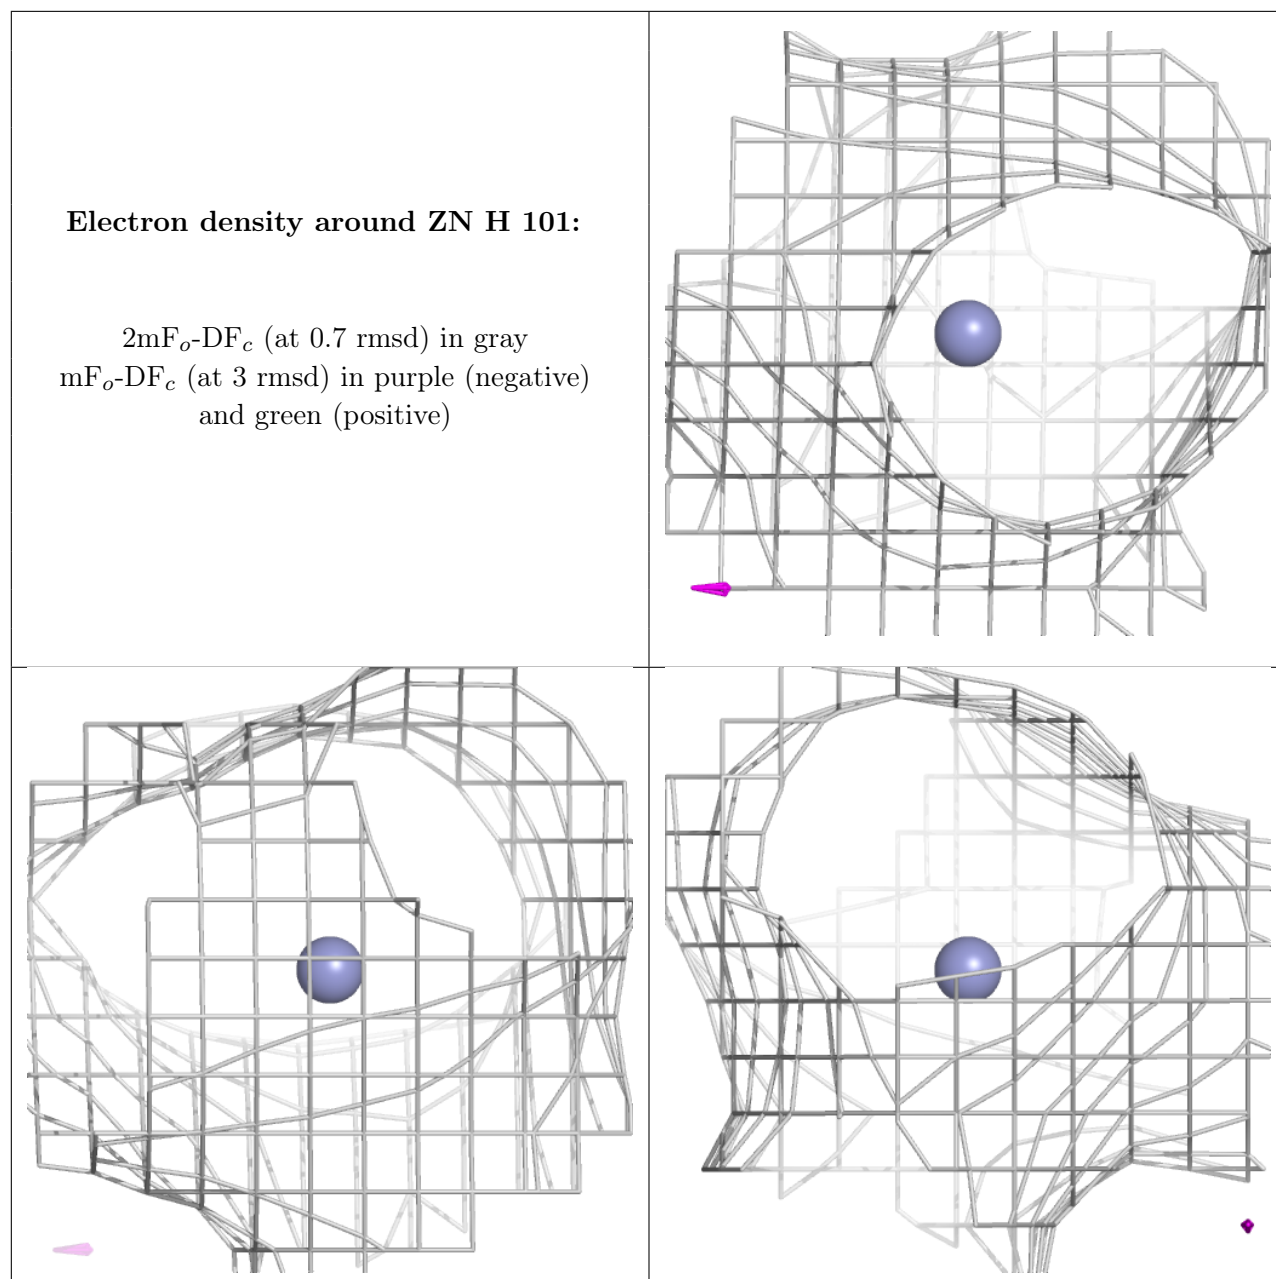 Electron density around ZN H 101:
2mFo-DFc (at 0.7 rmsd) in gray
mFo-DFc (at 3 rmsd) in purple (negative)
and green (positive)